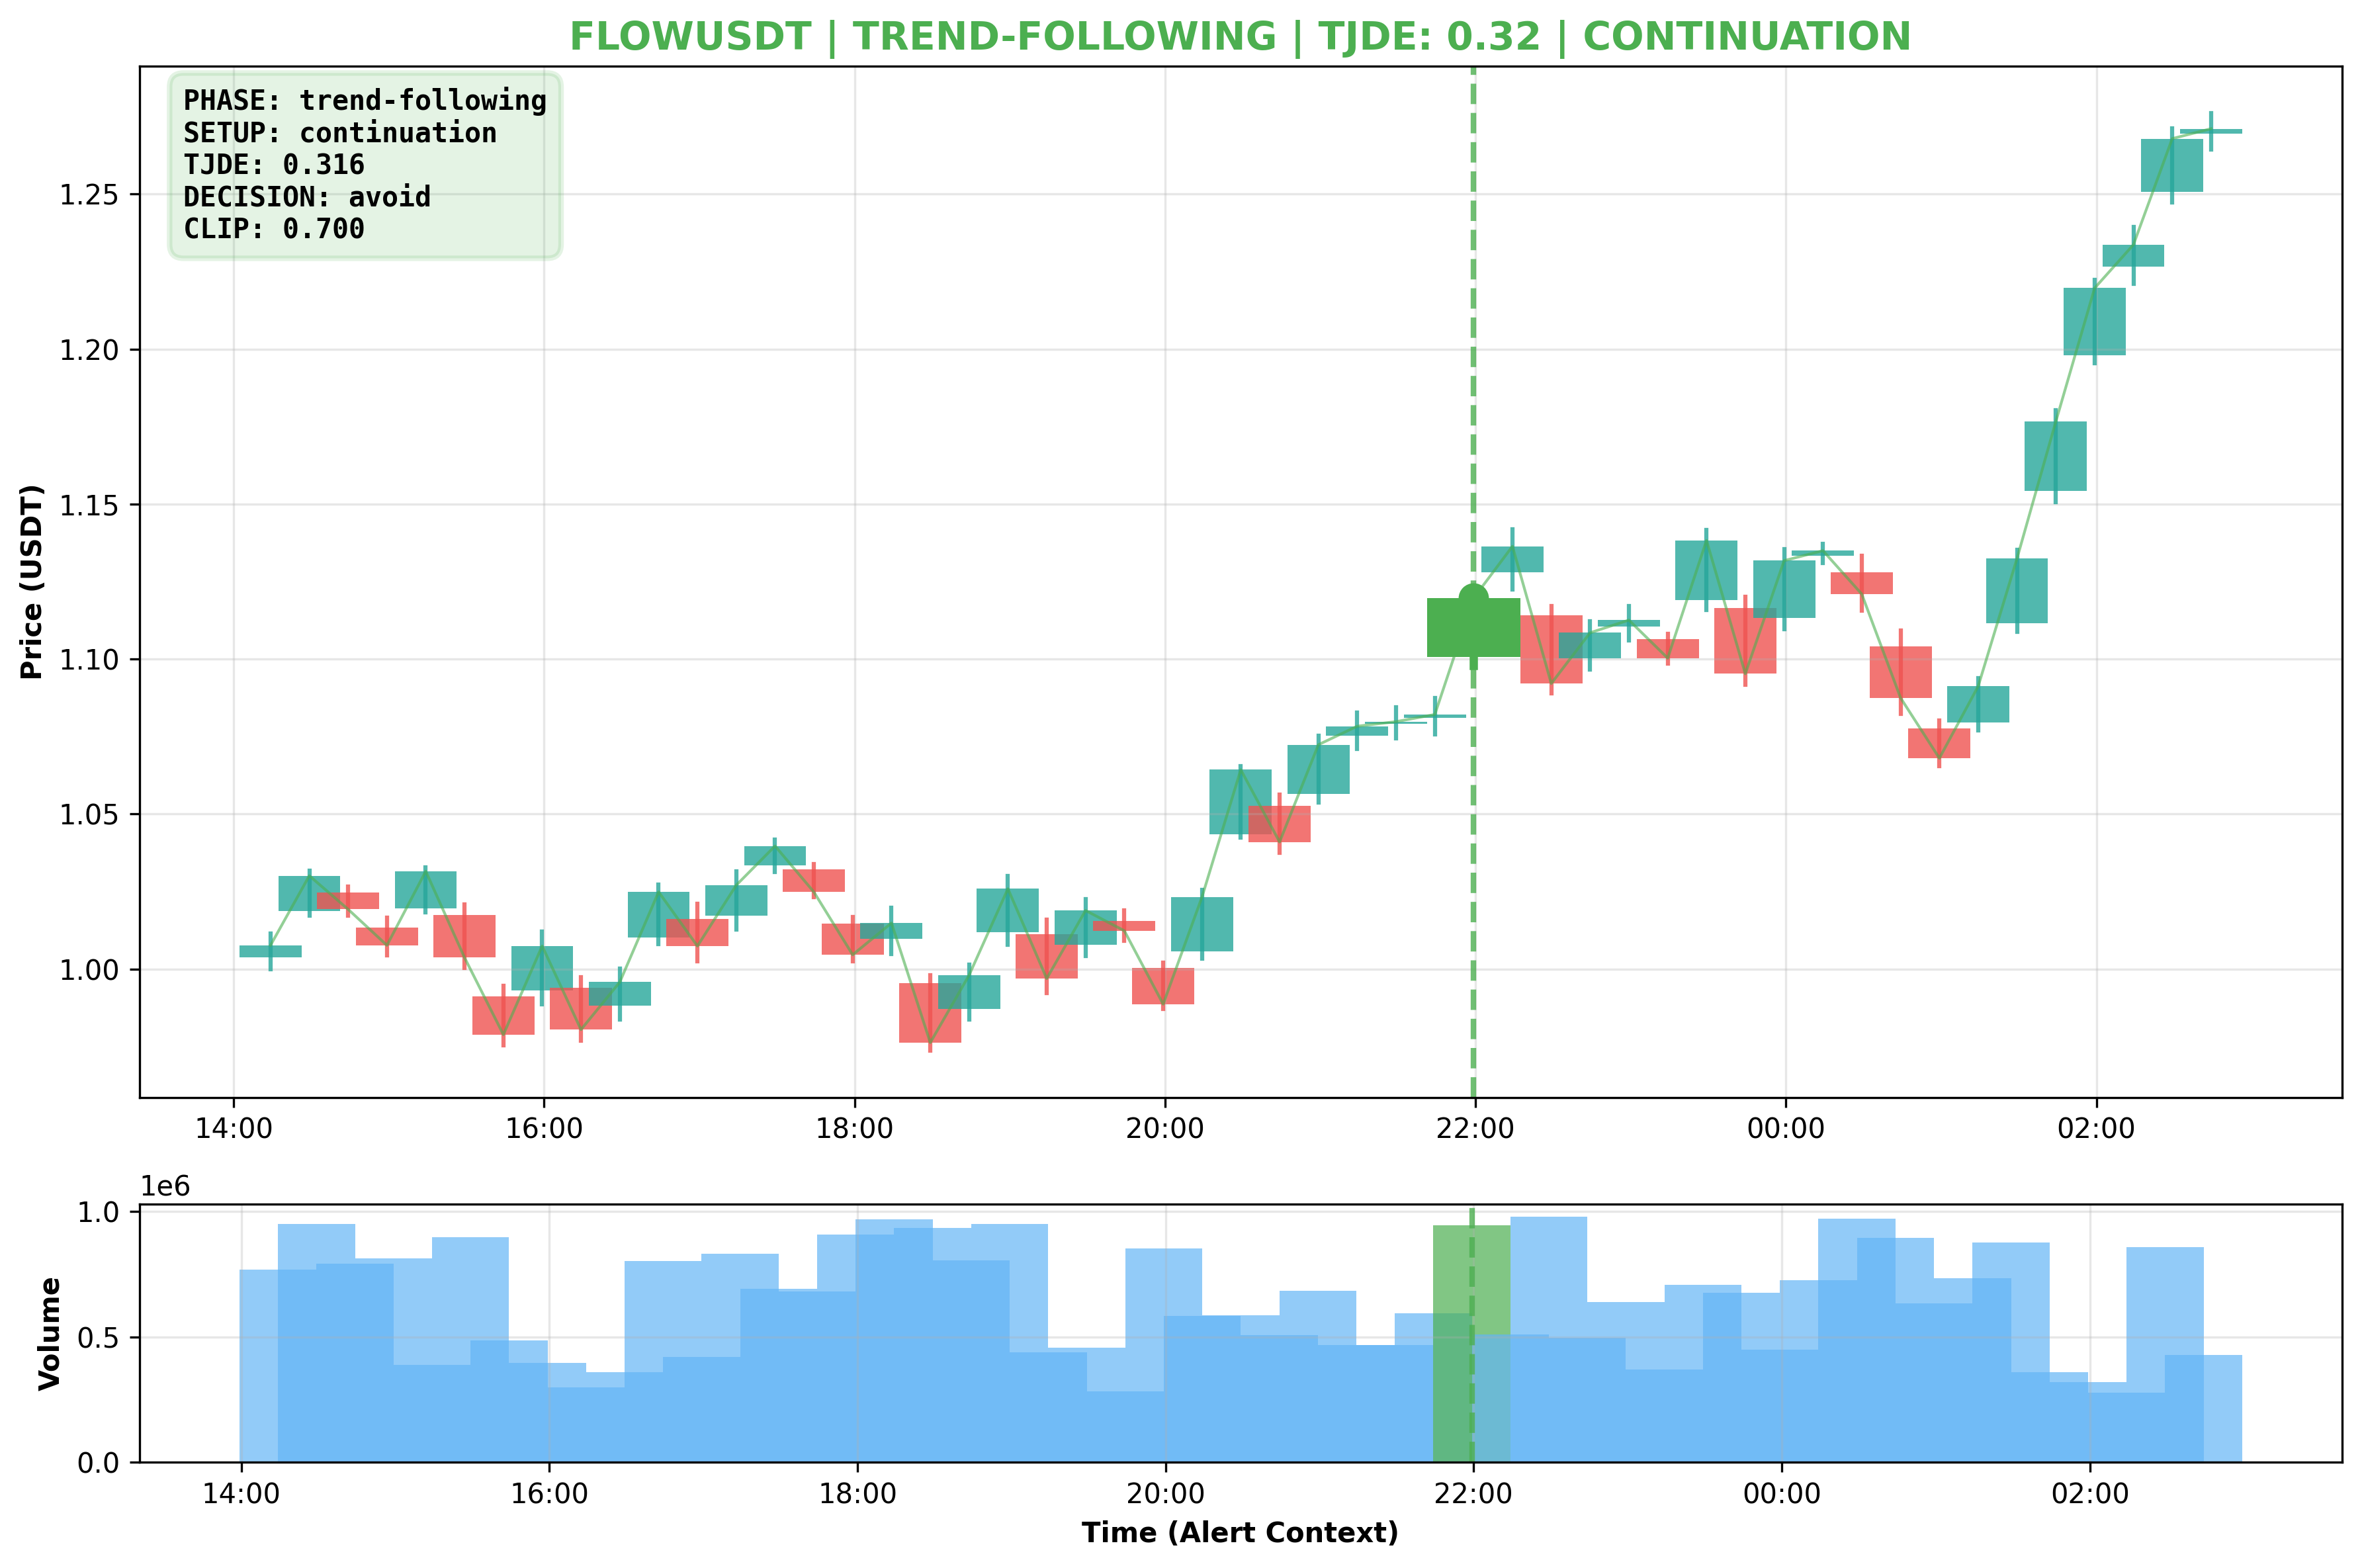 FLOWUSDT | TREND-FOLLOWING | TJDE: 0.32 | CONTINUATION
PHASE: trend-following
SETUP: continuation
TJDE: 0.316
DECISION: avoid
CLIP: 0.700
Price (USDT)
1.25
1.20
1.15
1.10
1.05
1.00
14:00 16:00 18:00 20:00 22:00 00:00 02:00
1e6
Volume
1.0
0.5
0.0
14:00 16:00 18:00 20:00 22:00 00:00 02:00
Time (Alert Context)